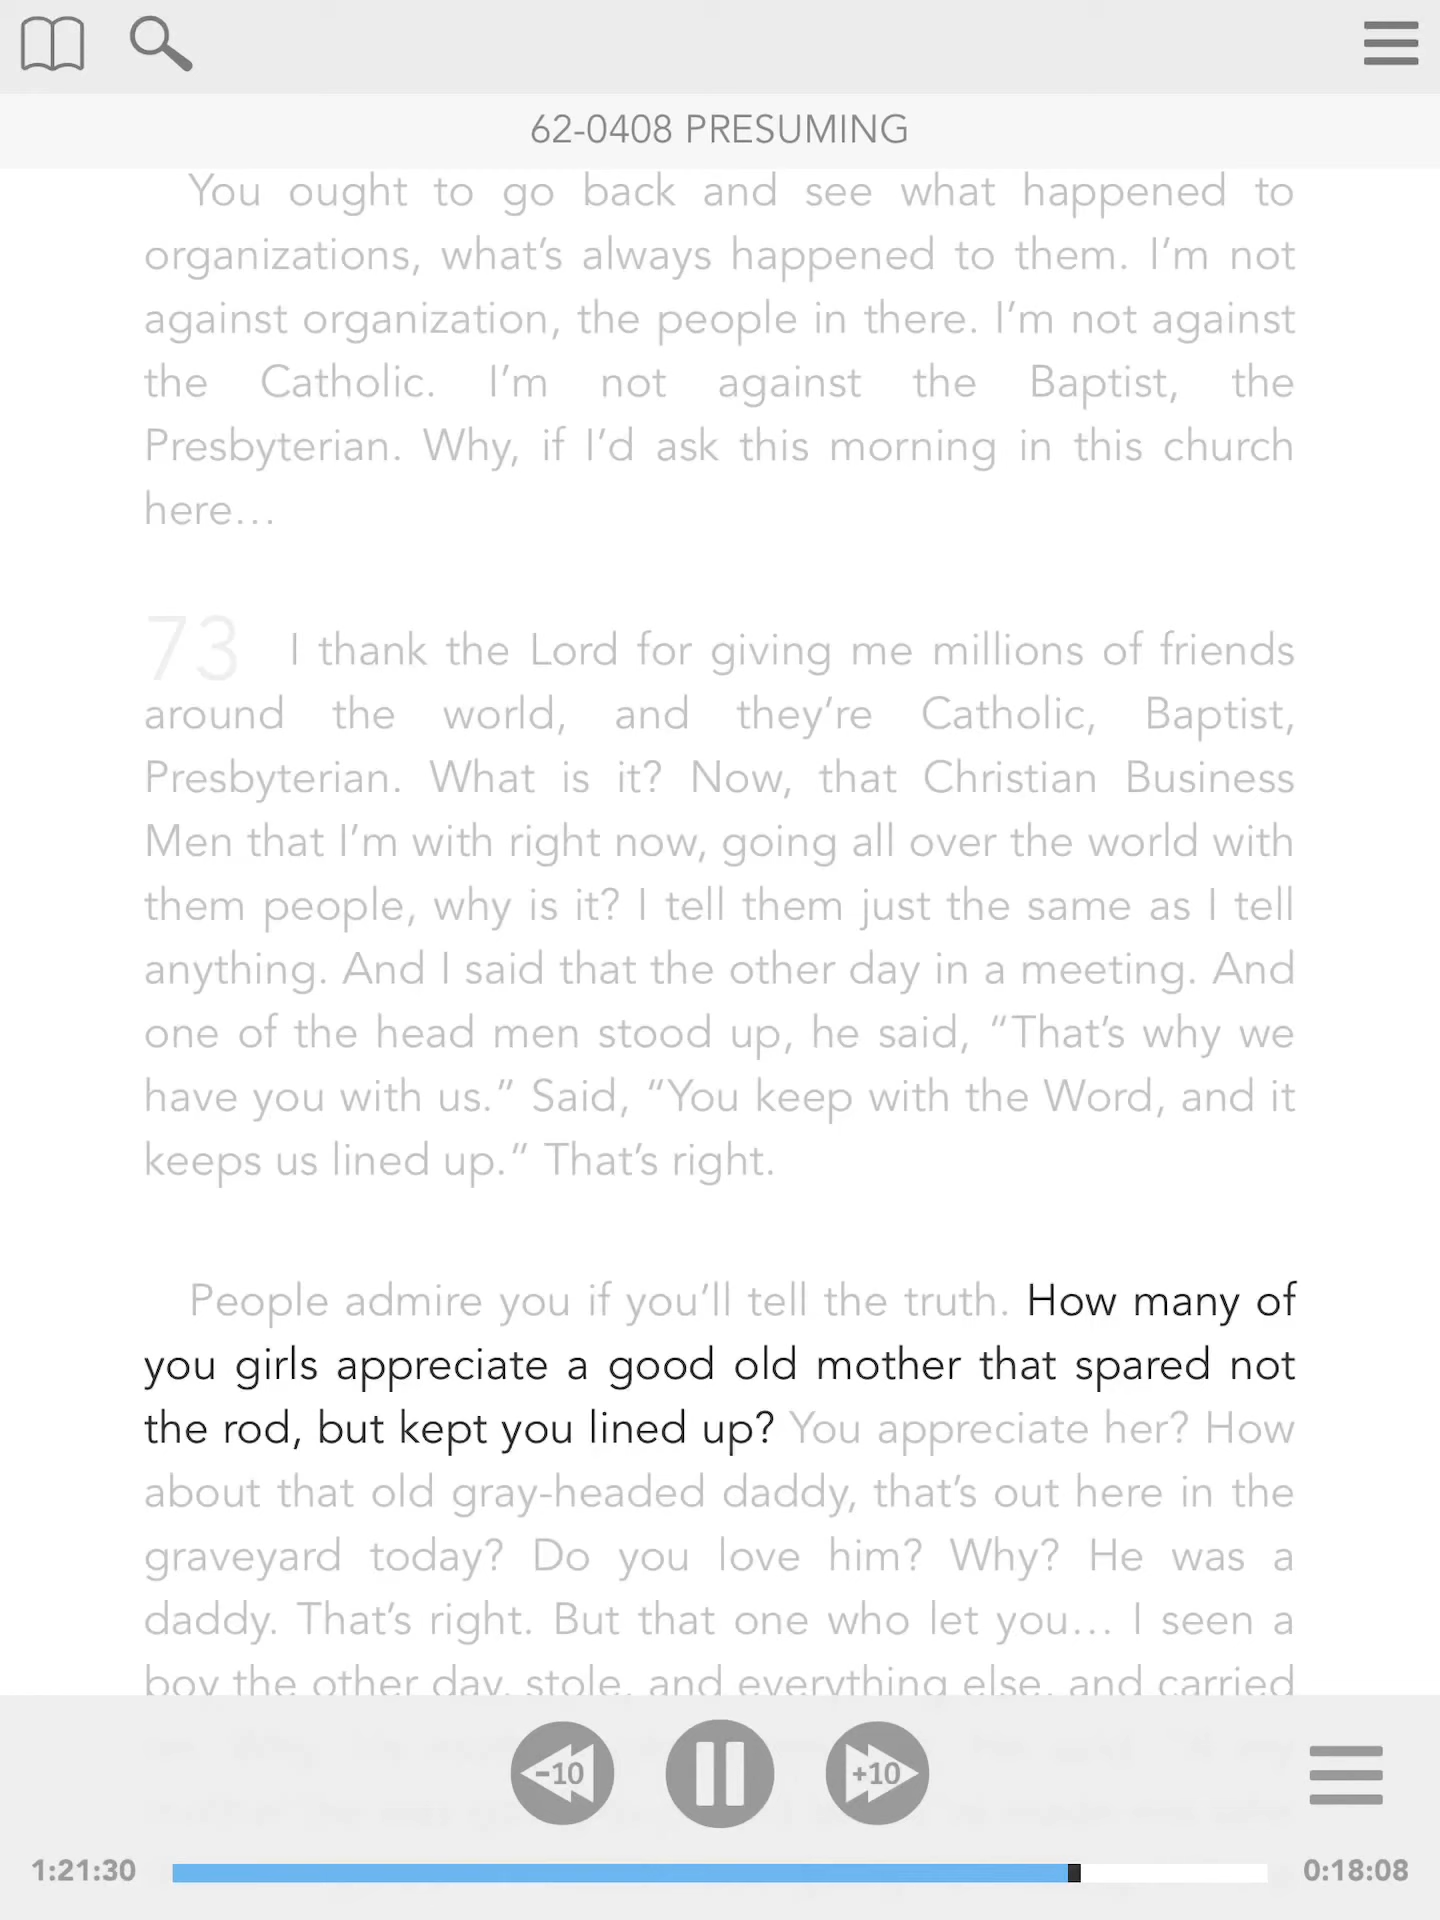 62-0408 PRESUMING
You ought to go back and see what happened to
organizations, what’s always happened to them. I’m not
against organization, the people in there. I’m not against
the Catholic. I’m not against the Baptist, the
Presbyterian. Why, if I’d ask this morning in this church
here…
73 I thank the Lord for giving me millions of friends
around the world, and they’re Catholic, Baptist,
Presbyterian. What is it? Now, that Christian Business
Men that I’m with right now, going all over the world with
them people, why is it? I tell them just the same as I tell
anything. And I said that the other day in a meeting. And
one of the head men stood up, he said, “That’s why we
have you with us.” Said, “You keep with the Word, and it
keeps us lined up.” That’s right.
People admire you if you’ll tell the truth. How many of
you girls appreciate a good old mother that spared not
the rod, but kept you lined up? You appreciate her? How
about that old gray-headed daddy, that’s out here in the
graveyard today? Do you love him? Why? He was a
daddy. That’s right. But that one who let you… I seen a
boy the other day, stole, and everything else, and carried
-10 +10
1:21:30 0:18:08